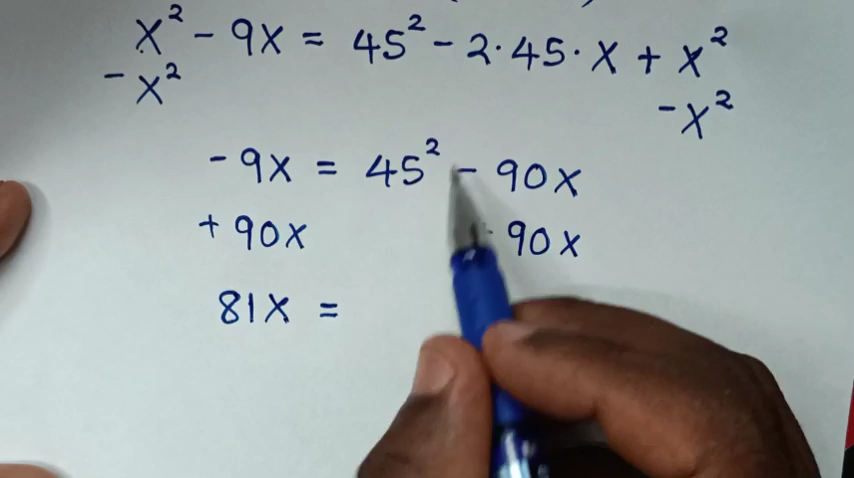 x² - 9x = 45² - 2·45·x + x²
- x² - x²
- 9x = 45² - 90x
+ 90x 90x
81x =